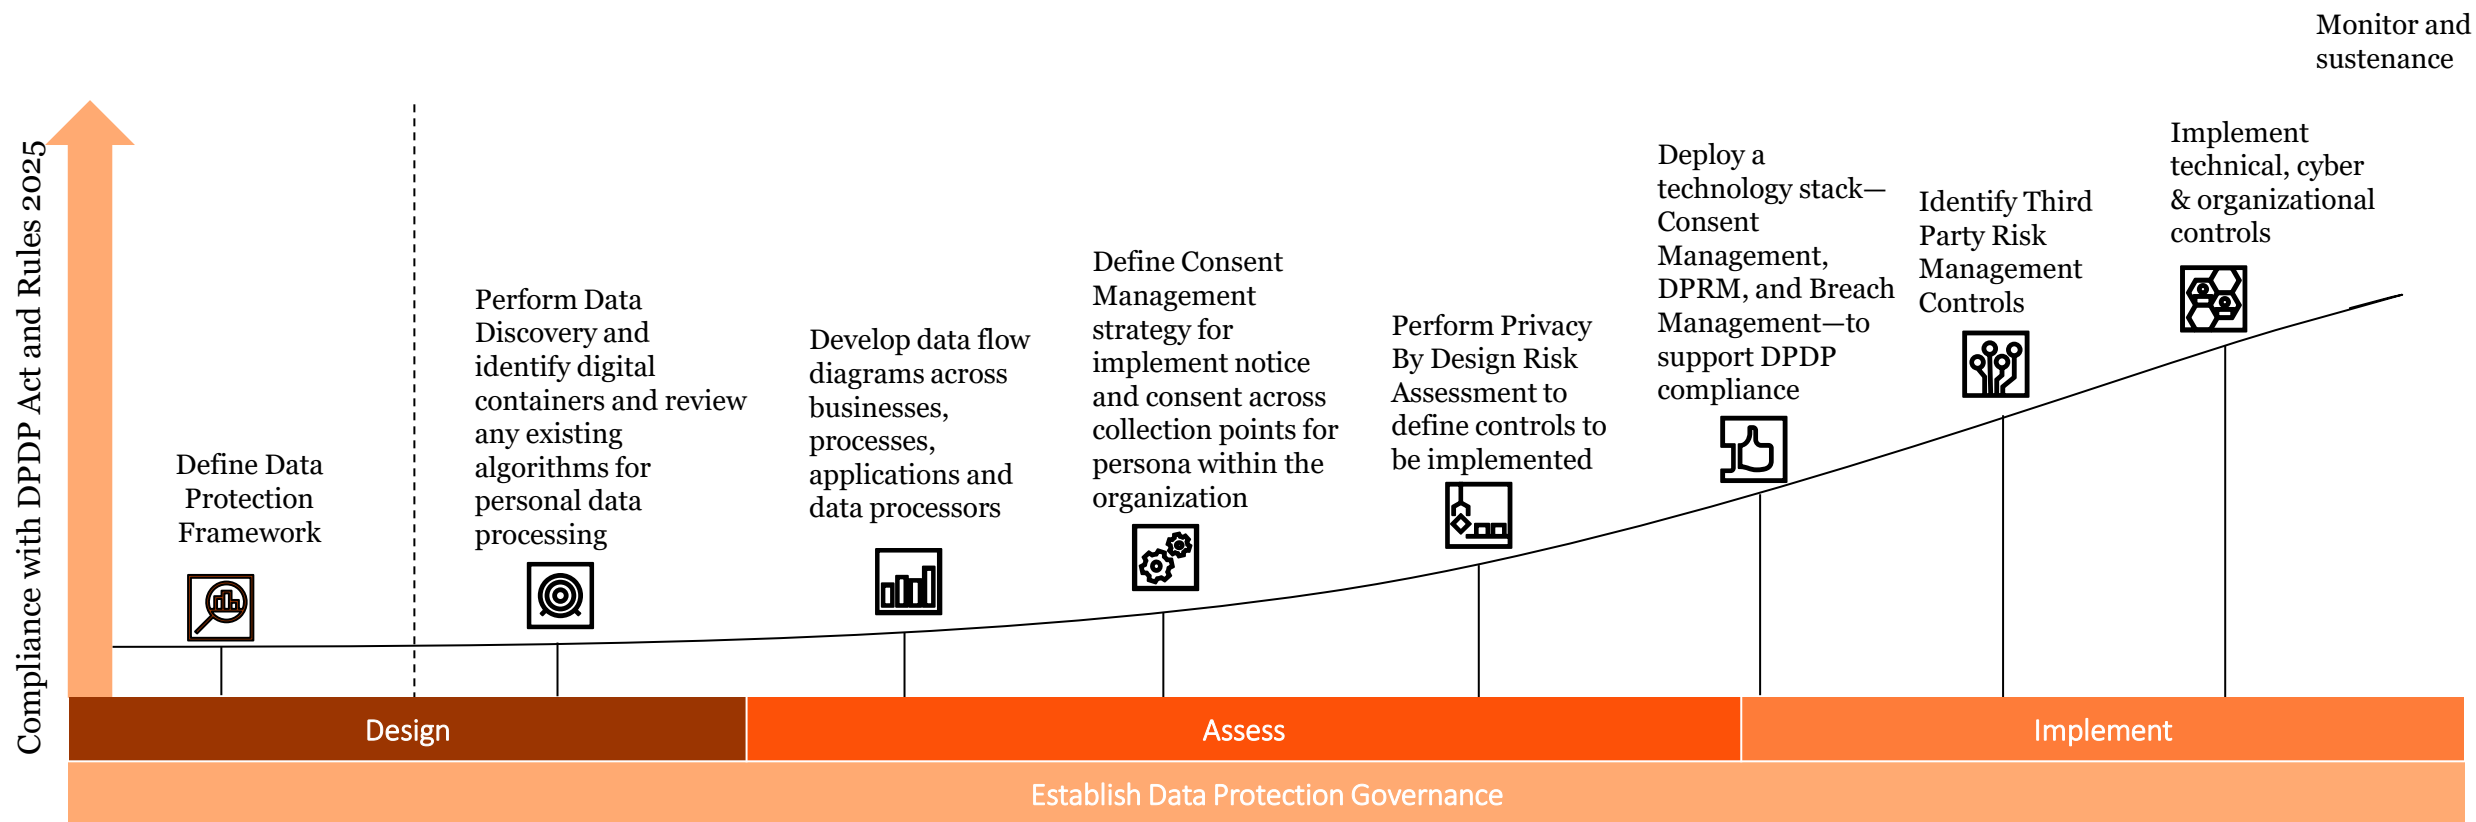 Compliance with DPDP Act and Rules 2025
Define Data
Protection
Framework
Perform Data
Discovery and
identify digital
containers and review
any existing
algorithms for
personal data
processing
Develop data flow
diagrams across
businesses,
processes,
applications and
data processors
Define Consent
Management
strategy for
implement notice
and consent across
collection points for
persona within the
organization
Perform Privacy
By Design Risk
Assessment to
define controls to
be implemented
Deploy a
technology stack—
Consent
Management,
DPRM, and Breach
Management—to
support DPDP
compliance
Identify Third
Party Risk
Management
Controls
Implement
technical, cyber
& organizational
controls
Monitor and
sustenance
Design
Assess
Implement
Establish Data Protection Governance